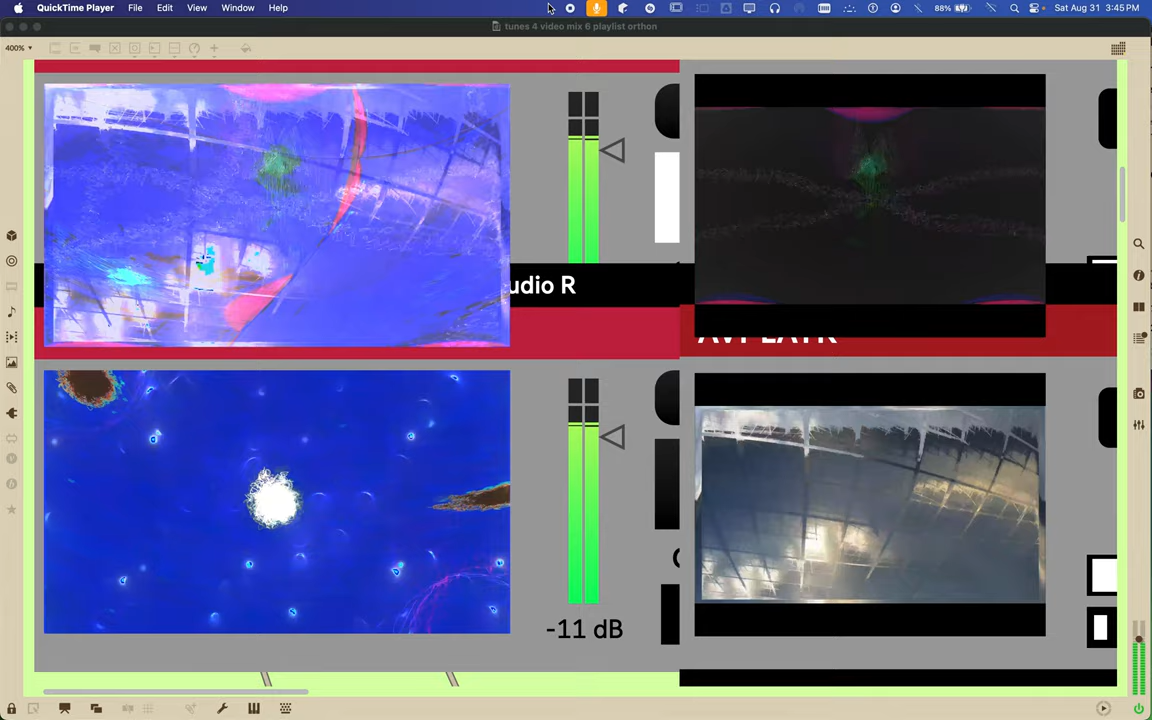 QuickTime Player File Edit View Window Help 88% Sat Aug 31 3:45 PM
tunes 4 video mix 6 playlist orthon
400%
udio R
-11 dB